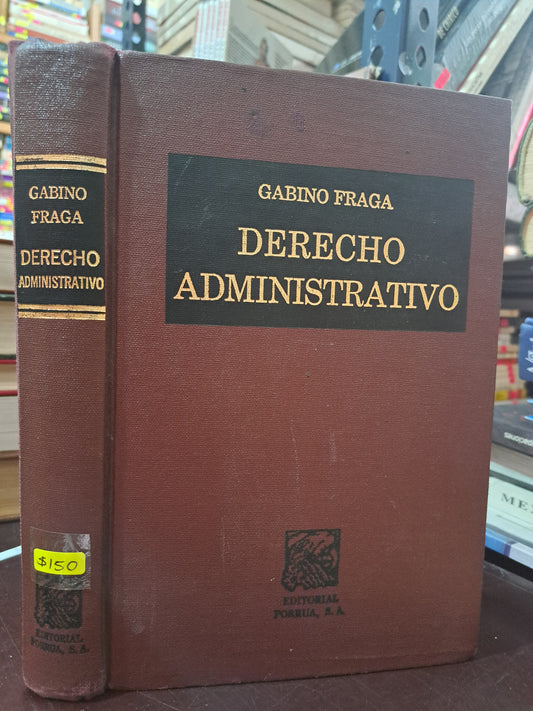 GABINO
FRAGA
DERECHO
ADMINISTRATIVO
$150
EDITORIAL
PORRUA, S. A.
GABINO FRAGA
DERECHO
ADMINISTRATIVO
EDITORIAL
PORRUA, S. A.